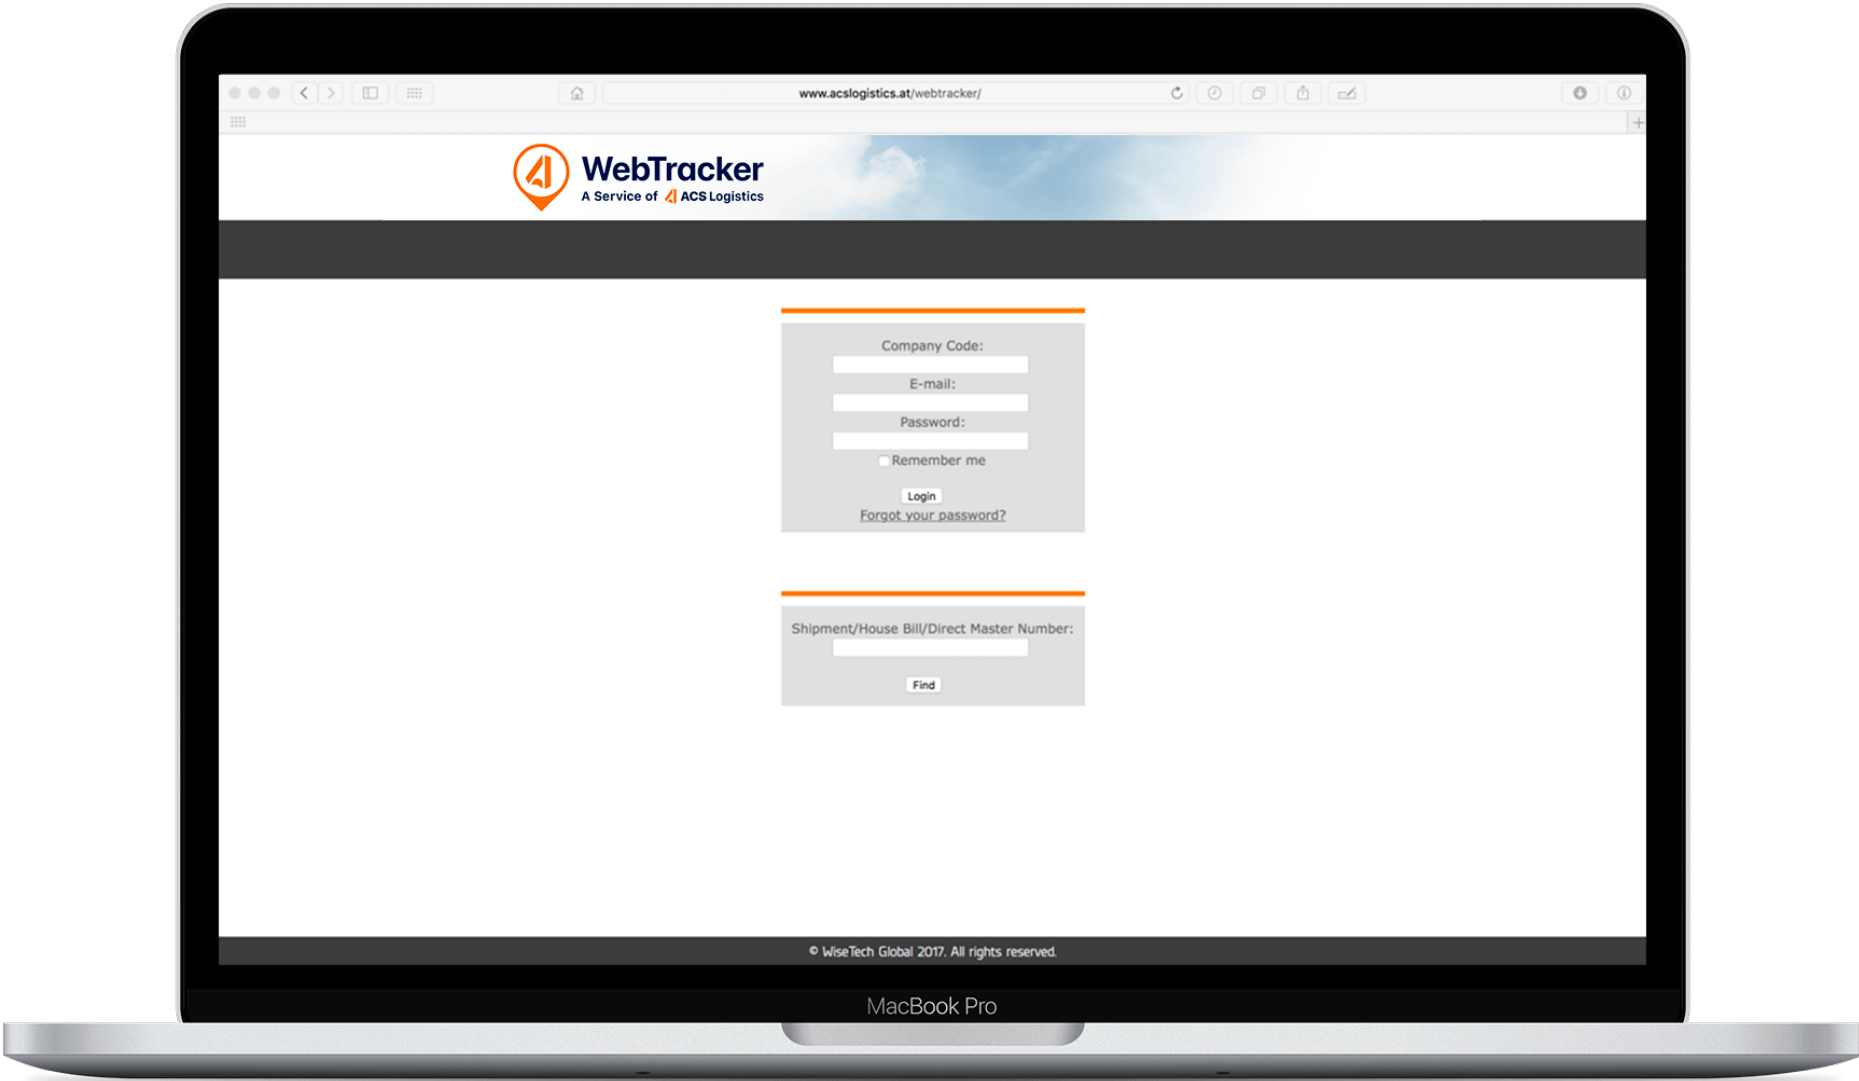 www.acslogistics.at/webtracker/
WebTracker
A Service of ACS Logistics
Company Code:
E-mail:
Password:
Remember me
Login
Forgot your password?
Shipment/House Bill/Direct Master Number:
Find
© WiseTech Global 2017. All rights reserved.
MacBook Pro